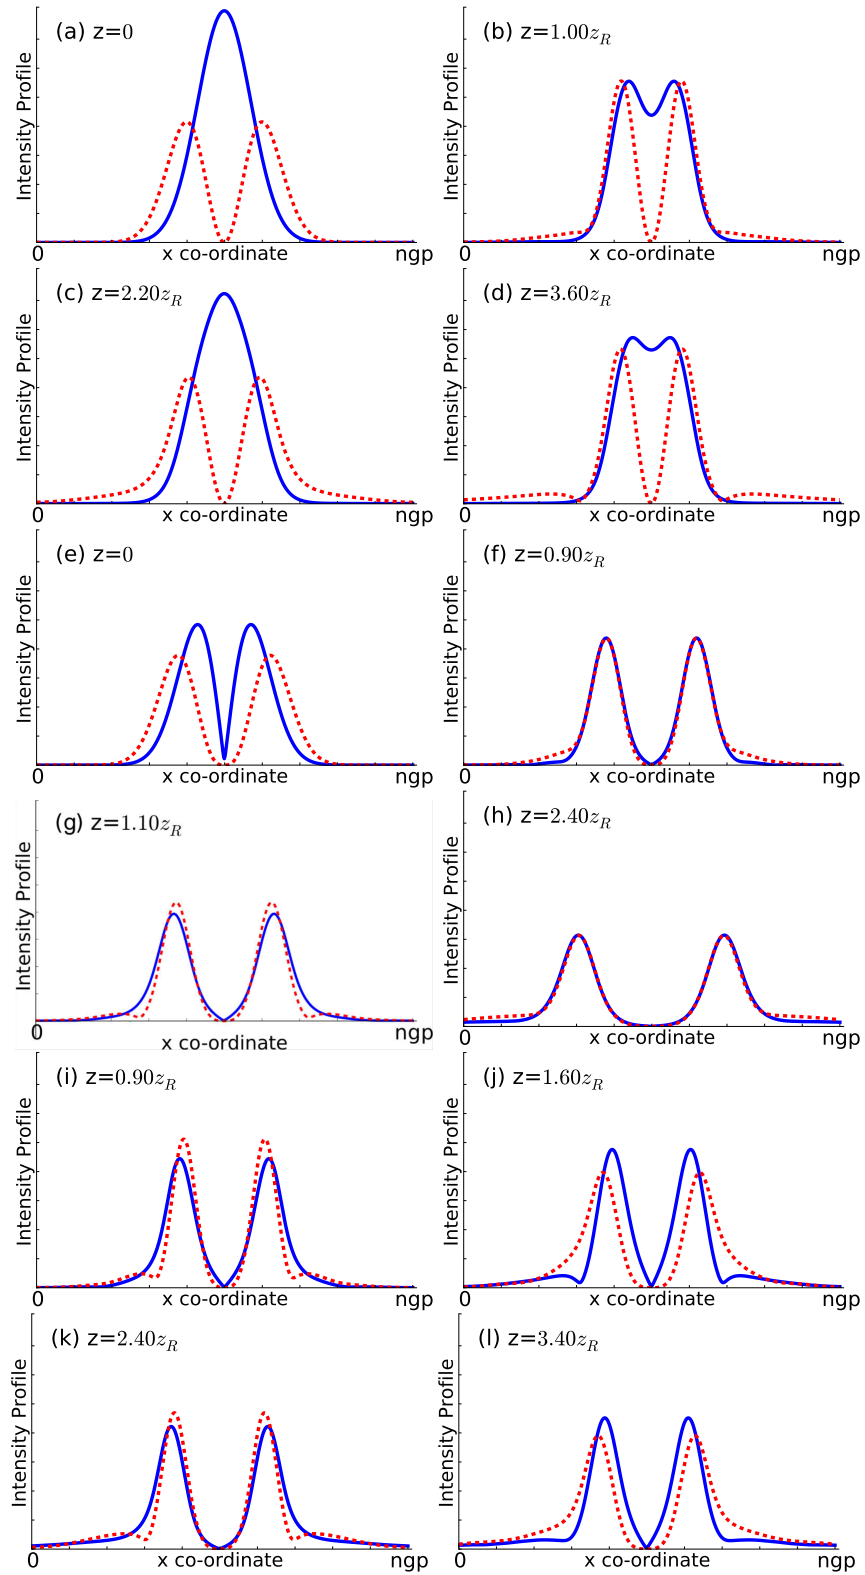 (a) z=0
Intensity Profile
0
x co-ordinate
ngp
(b) z=1.00z_R
Intensity Profile
0
x co-ordinate
ngp
(c) z=2.20z_R
Intensity Profile
0
x co-ordinate
ngp
(d) z=3.60z_R
Intensity Profile
0
x co-ordinate
ngp
(e) z=0
Intensity Profile
0
x co-ordinate
ngp
(f) z=0.90z_R
Intensity Profile
0
x co-ordinate
ngp
(g) z=1.10z_R
Intensity Profile
0
x co-ordinate
ngp
(h) z=2.40z_R
Intensity Profile
0
x co-ordinate
ngp
(i) z=0.90z_R
Intensity Profile
0
x co-ordinate
ngp
(j) z=1.60z_R
Intensity Profile
0
x co-ordinate
ngp
(k) z=2.40z_R
Intensity Profile
0
x co-ordinate
ngp
(l) z=3.40z_R
Intensity Profile
0
x co-ordinate
ngp